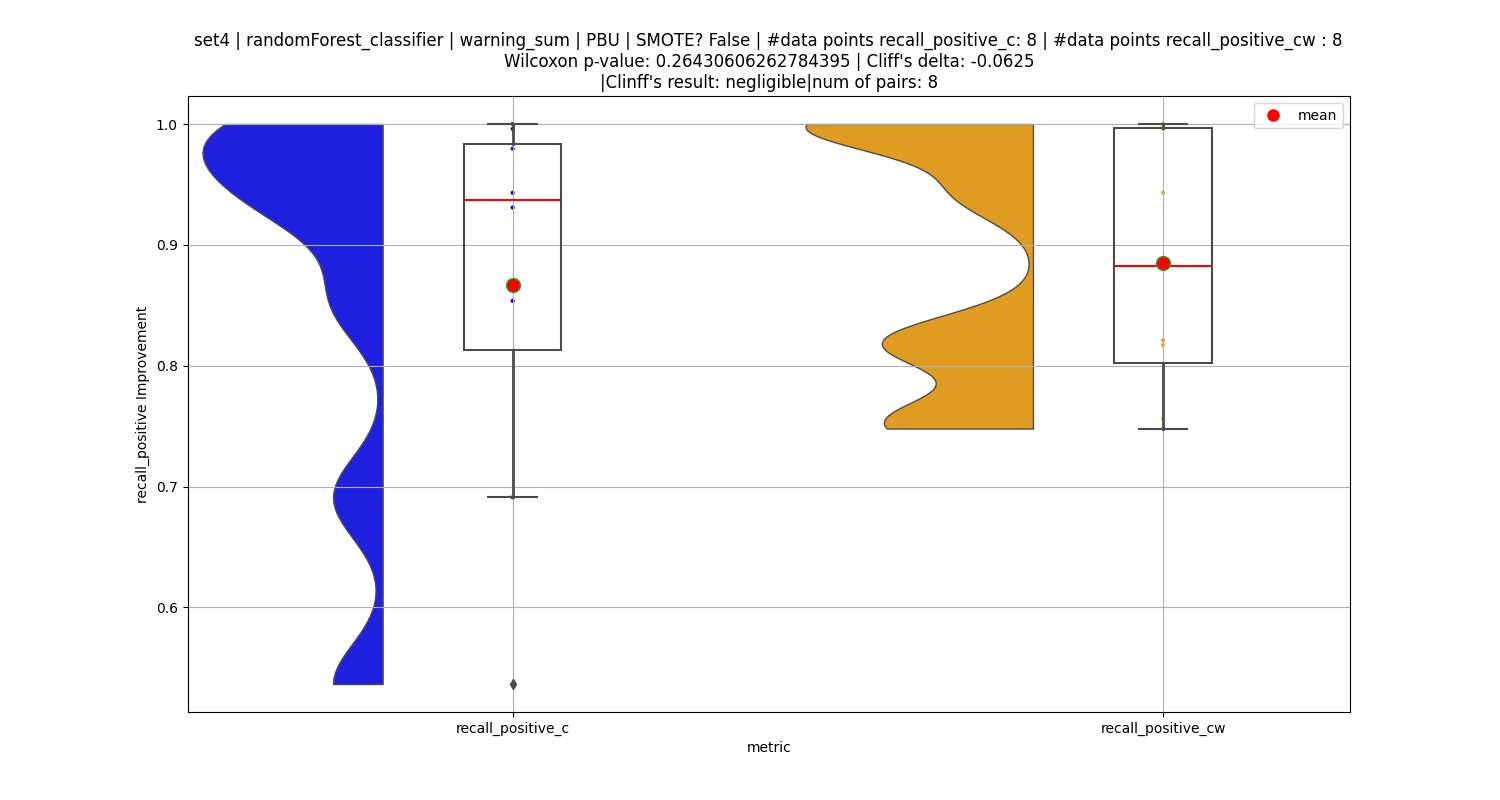 set4 | randomForest_classifier | warning_sum | PBU | SMOTE? False | #data points recall_positive_c: 8 | #data points recall_positive_cw : 8
Wilcoxon p-value: 0.26430606262784395 | Cliff's delta: -0.0625
|Clinff's result: negligible|num of pairs: 8
mean
1.0
0.9
0.8
0.7
0.6
recall_positive Improvement
recall_positive_c
recall_positive_cw
metric